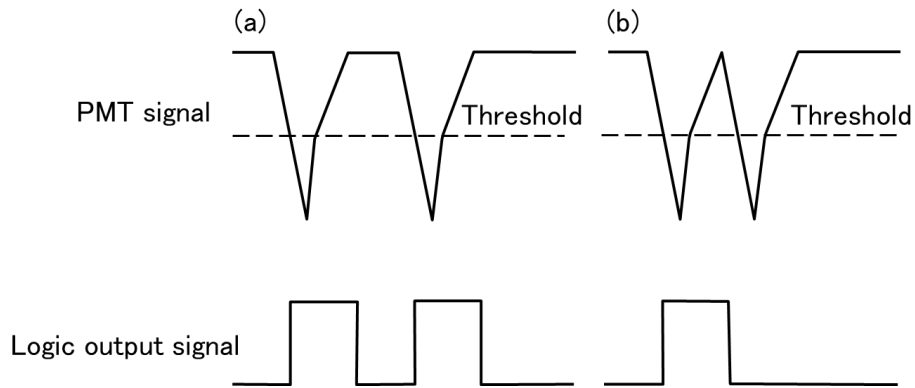 (a)
(b)
PMT signal
Threshold
Threshold
Logic output signal